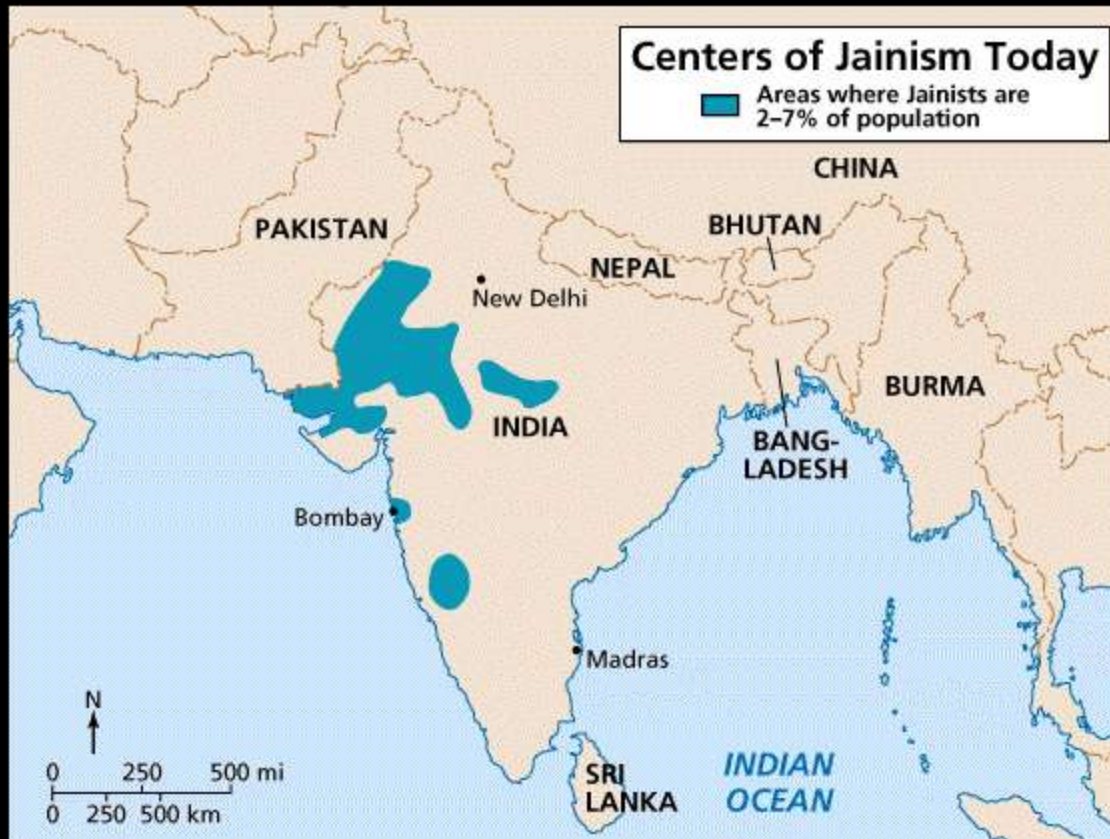 Centers of Jainism Today
Areas where Jainists are
2–7% of population
CHINA
PAKISTAN
BHUTAN
NEPAL
New Delhi
BURMA
INDIA
BANG-
LADESH
Bombay
Madras
N
0 250 500 mi
0 250 500 km
SRI
LANKA
INDIAN
OCEAN